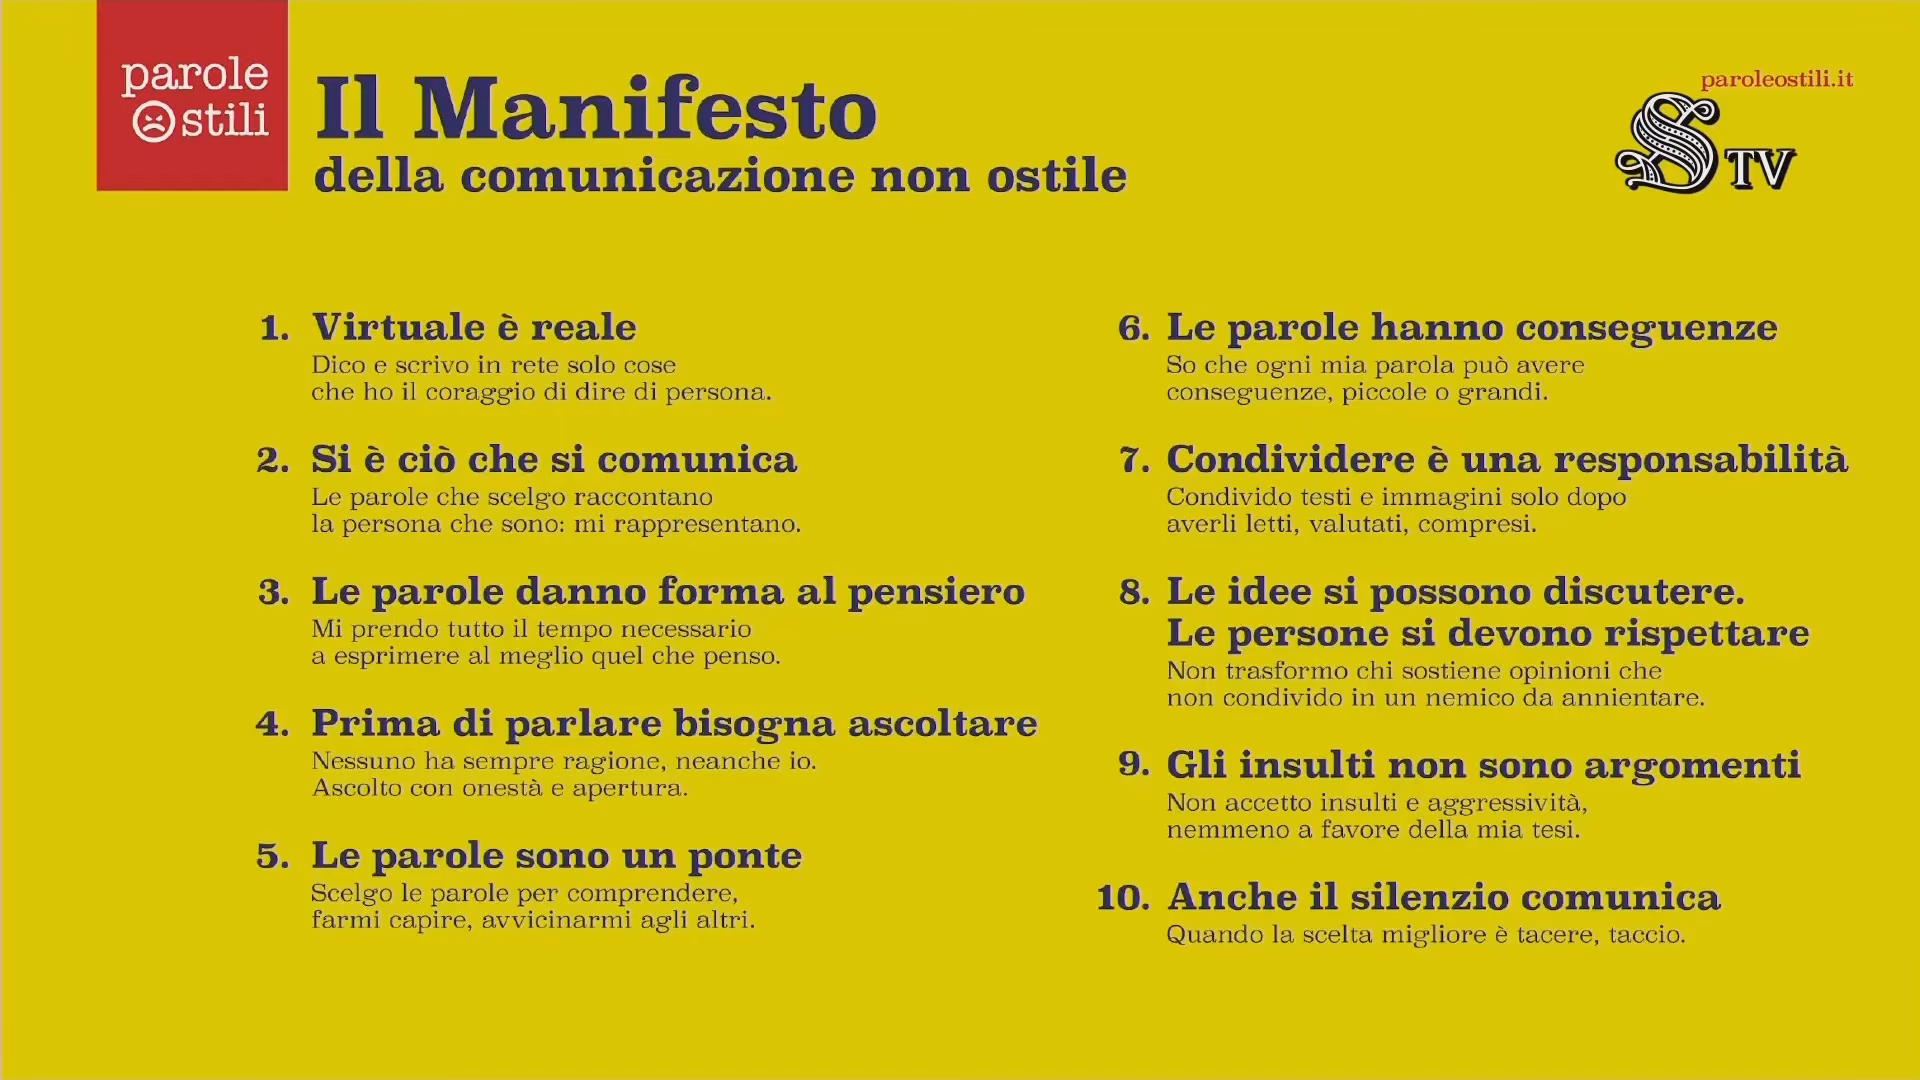 parole
ostili
Il Manifesto
della comunicazione non ostile
paroleostili.it
S TV
1. Virtuale è reale
Dico e scrivo in rete solo cose
che ho il coraggio di dire di persona.
2. Si è ciò che si comunica
Le parole che scelgo raccontano
la persona che sono: mi rappresentano.
3. Le parole danno forma al pensiero
Mi prendo tutto il tempo necessario
a esprimere al meglio quel che penso.
4. Prima di parlare bisogna ascoltare
Nessuno ha sempre ragione, neanche io.
Ascolto con onestà e apertura.
5. Le parole sono un ponte
Scelgo le parole per comprendere,
farmi capire, avvicinarmi agli altri.
6. Le parole hanno conseguenze
So che ogni mia parola può avere
conseguenze, piccole o grandi.
7. Condividere è una responsabilità
Condivido testi e immagini solo dopo
averli letti, valutati, compresi.
8. Le idee si possono discutere.
Le persone si devono rispettare
Non trasformo chi sostiene opinioni che
non condivido in un nemico da annientare.
9. Gli insulti non sono argomenti
Non accetto insulti e aggressività,
nemmeno a favore della mia tesi.
10. Anche il silenzio comunica
Quando la scelta migliore è tacere, taccio.